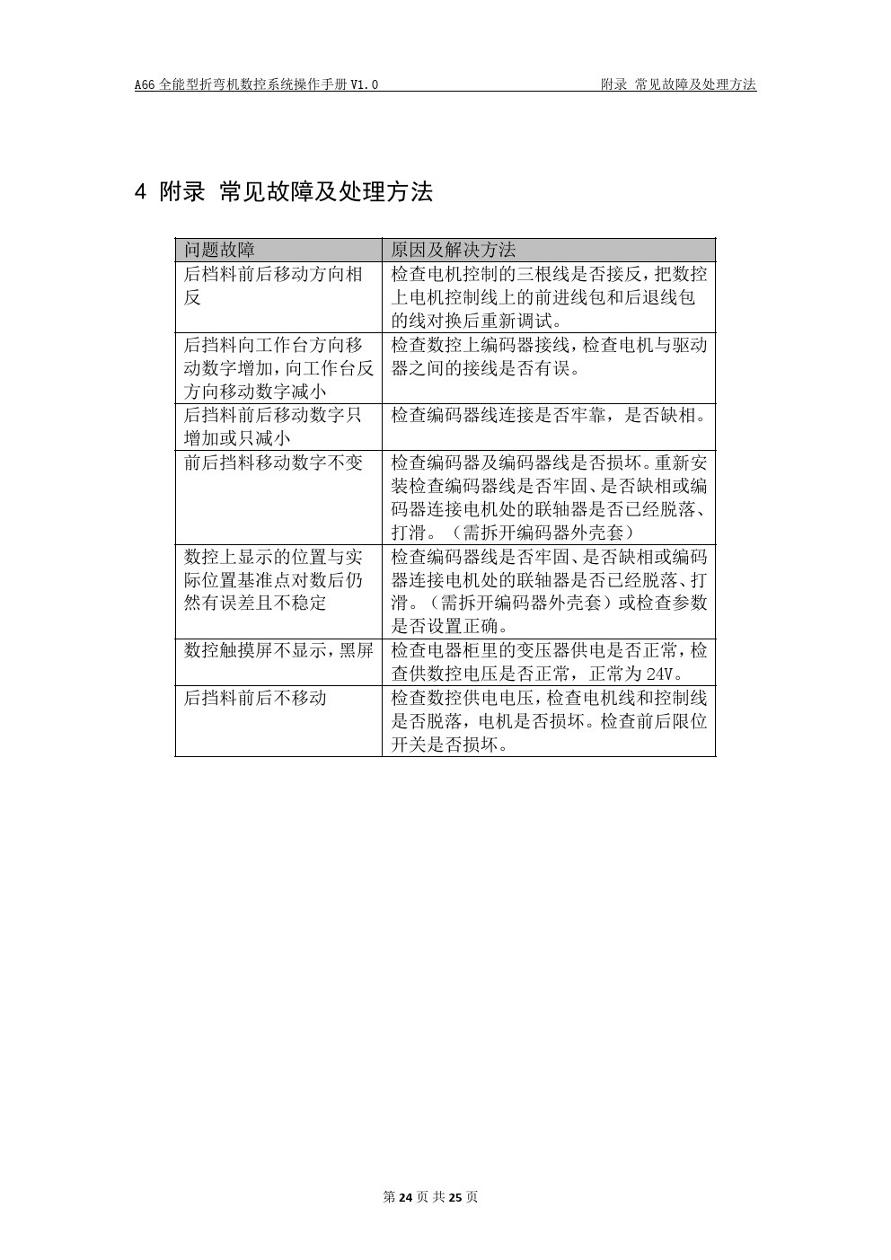 A66 全能型折弯机数控系统操作手册 V1.0 附录 常见故障及处理方法
4 附录 常见故障及处理方法
问题故障 原因及解决方法
后档料前后移动方向相
反
检查电机控制的三根线是否接反，把数控
上电机控制线上的前进线包和后退线包
的线对换后重新调试。
后挡料向工作台方向移
动数字增加，向工作台反
方向移动数字减小
检查数控上编码器接线，检查电机与驱动
器之间的接线是否有误。
后挡料前后移动数字只
增加或只减小
检查编码器线连接是否牢靠，是否缺相。
前后挡料移动数字不变
检查编码器及编码器线是否损坏。重新安
装检查编码器线是否牢固、是否缺相或编
码器连接电机处的联轴器是否已经脱落、
打滑。（需拆开编码器外壳套）
数控上显示的位置与实
际位置基准点对数后仍
然有误差且不稳定
检查编码器线是否牢固、是否缺相或编码
器连接电机处的联轴器是否已经脱落、打
滑。（需拆开编码器外壳套）或检查参数
是否设置正确。
数控触摸屏不显示，黑屏
检查电器柜里的变压器供电是否正常，检
查供数控电压是否正常，正常为 24V。
后挡料前后不移动
检查数控供电电压，检查电机线和控制线
是否脱落，电机是否损坏。检查前后限位
开关是否损坏。
第 24 页 共 25 页